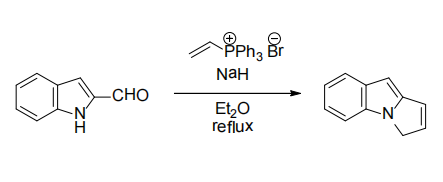 ⊕ ⊖
PPh₃ Br
NaH
CHO
N
H
Et₂O
reflux
N